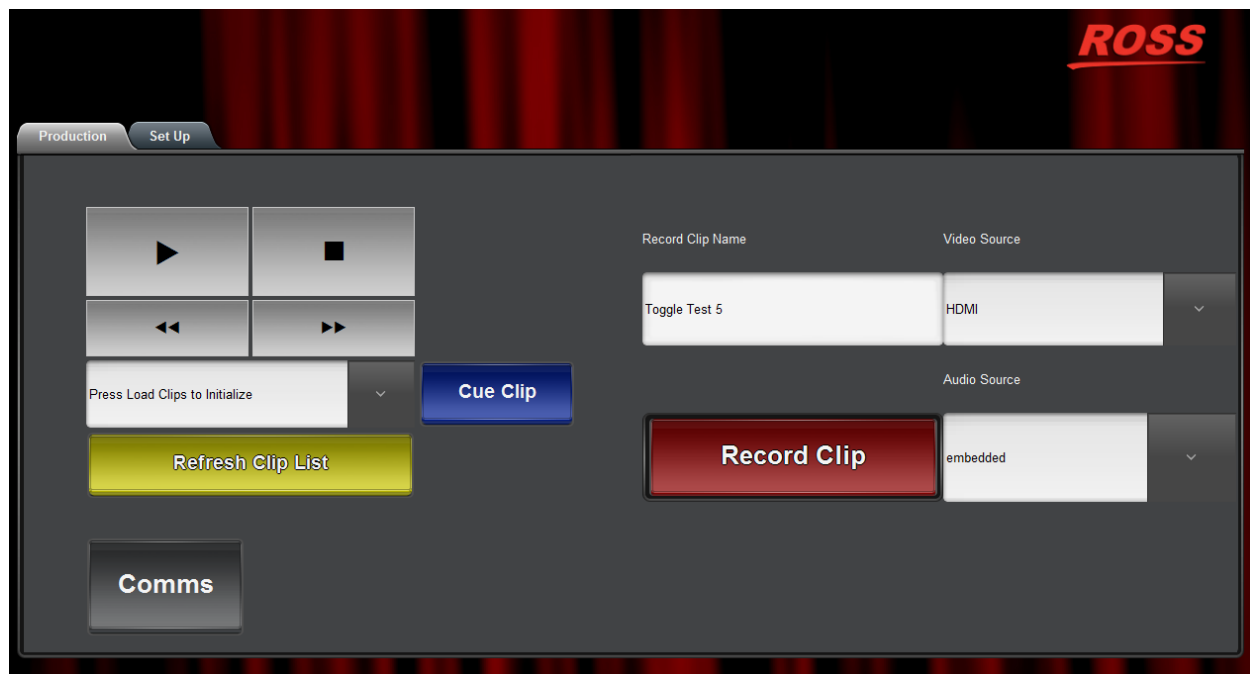 ROSS
Production
Set Up
Record Clip Name
Video Source
Toggle Test 5
HDMI
Press Load Clips to Initialize
Cue Clip
Audio Source
Refresh Clip List
Record Clip
embedded
Comms